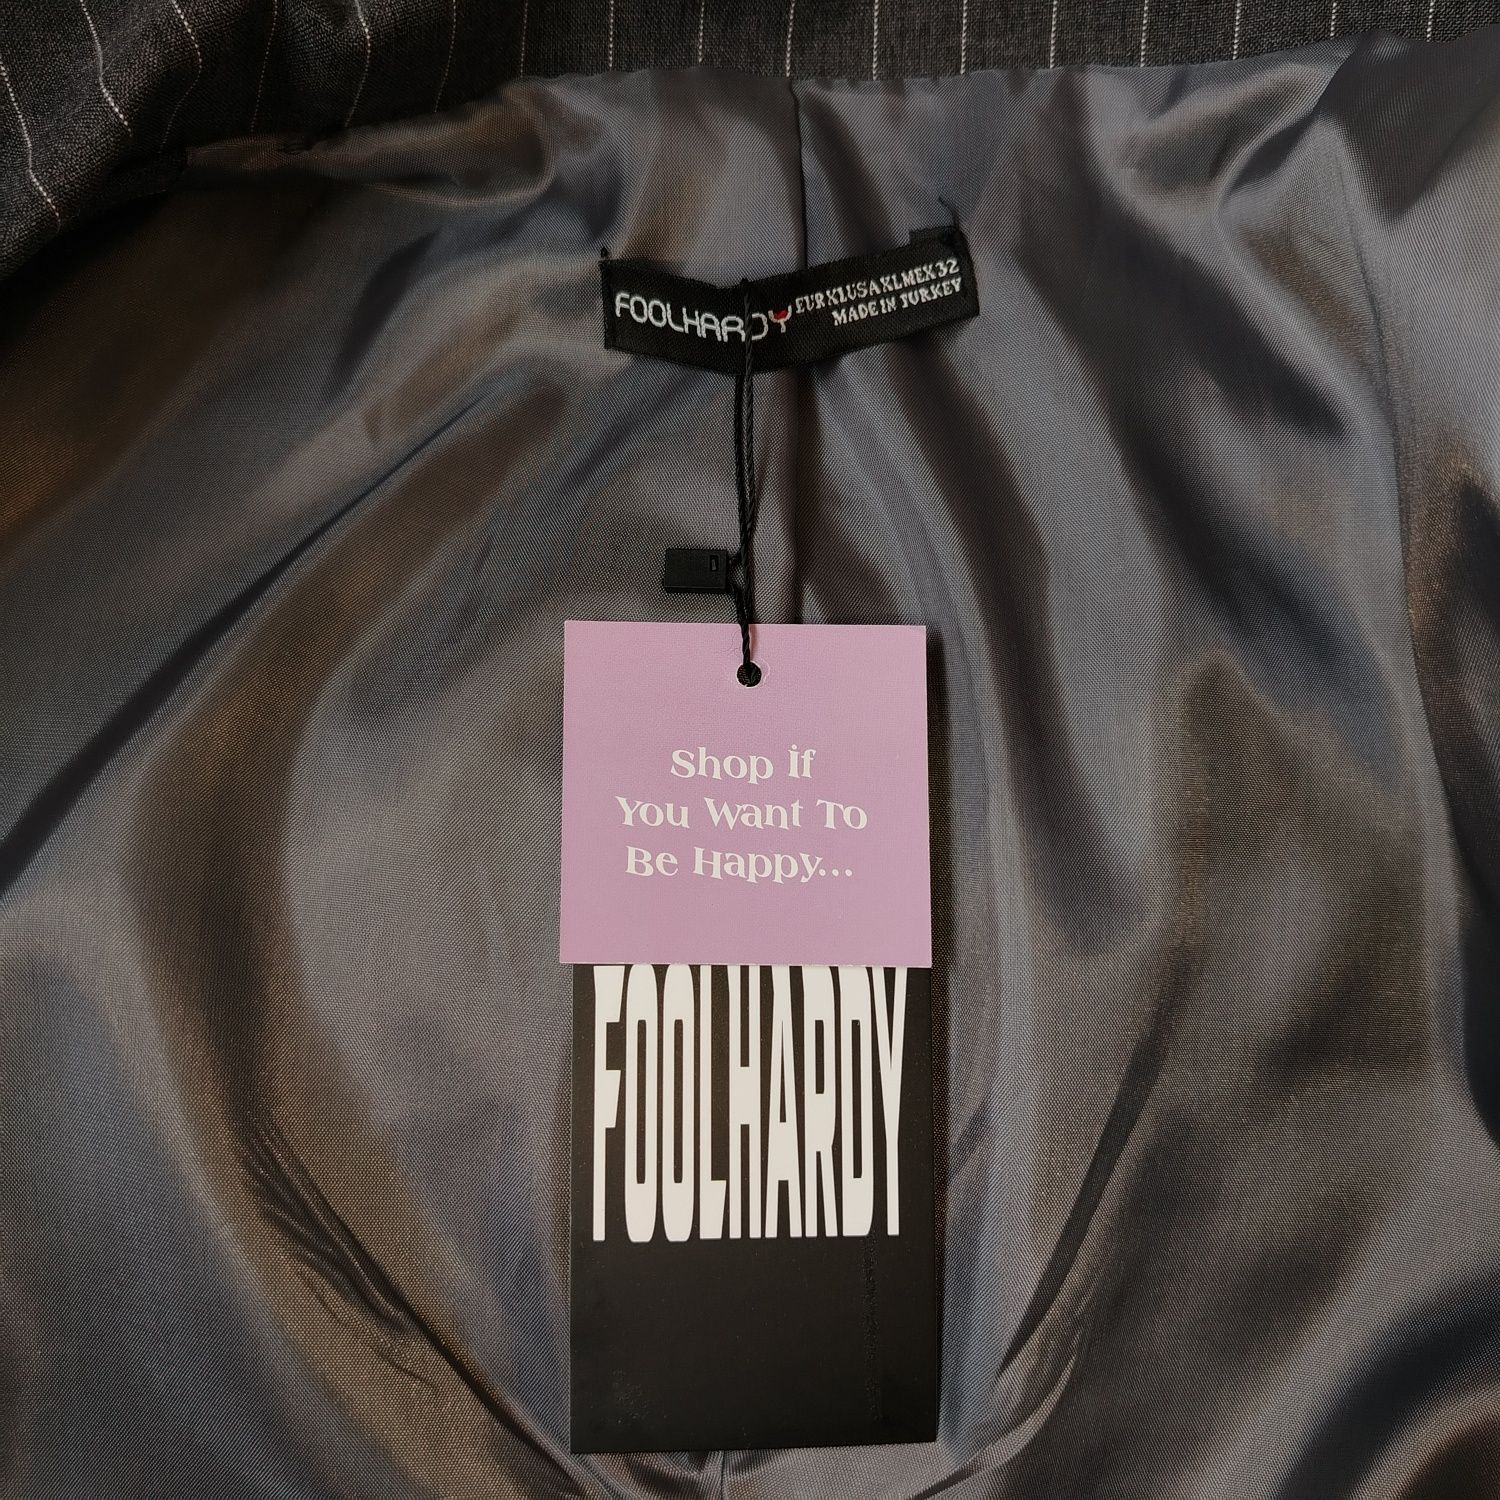 FOOLHARDY
EUR XL USA XL MEX 32
MADE IN TURKEY
Shop if
You Want To
Be Happy...
FOOLHARDY